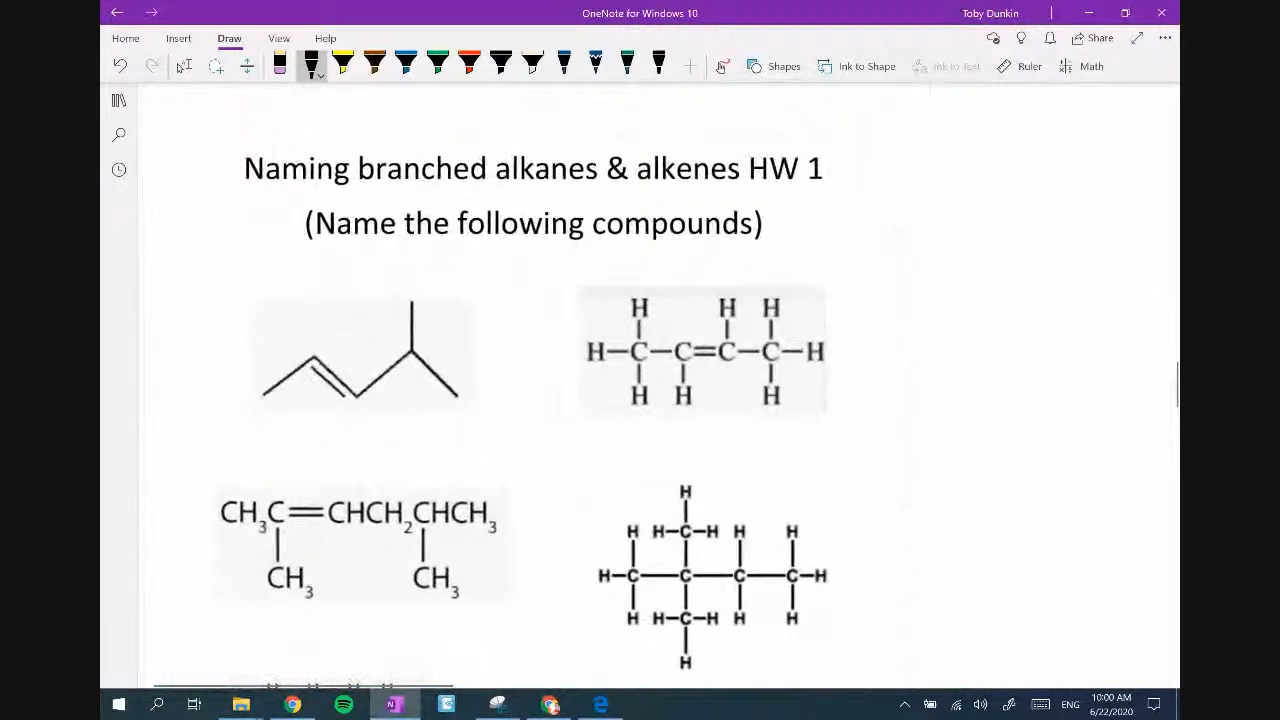 OneNote for Windows 10
Toby Dunkin
Home Insert Draw View Help
Share
Shapes Ink to Shape Ink to Text Ruler Math
Naming branched alkanes & alkenes HW 1
(Name the following compounds)
H H H
H-C-C=C-C-H
H H H
CH₃C=CHCH₂CHCH₃
CH₃ CH₃
H
H H-C-H H H
H-C-C-C-C-H
H H-C-H H H
H
10:00 AM
ENG
6/22/2020